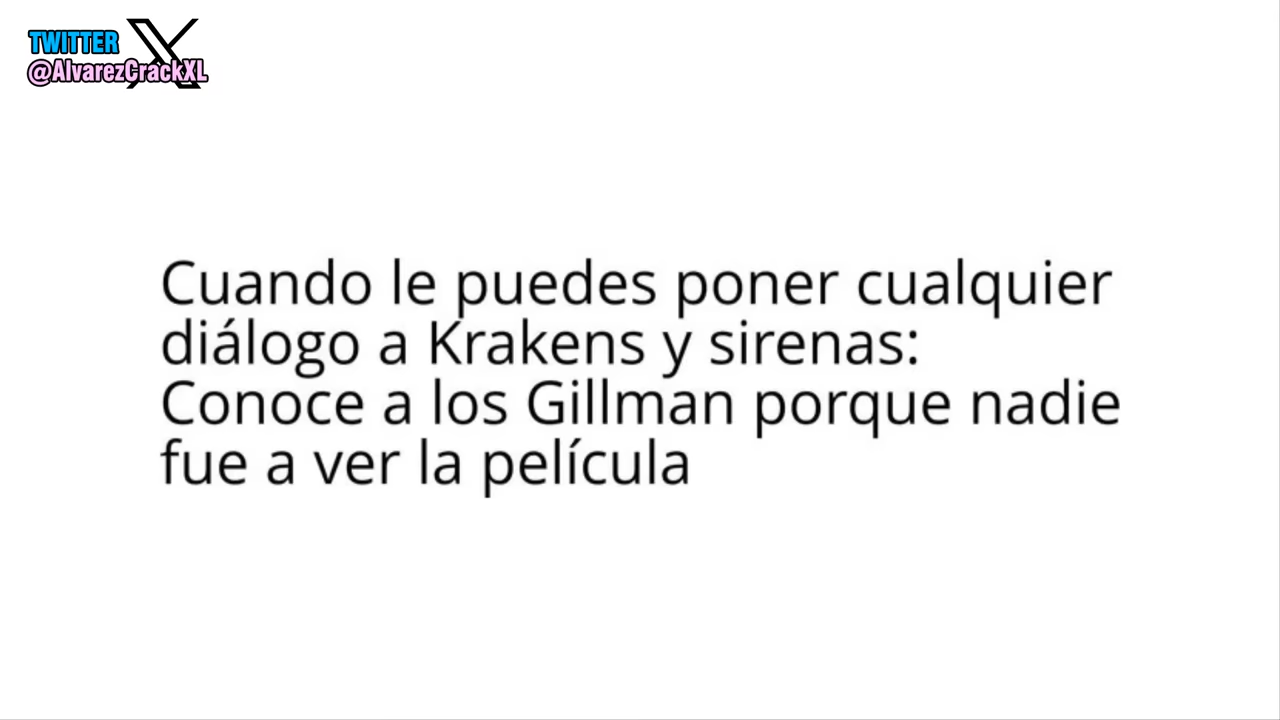 TWITTER
@AlvarezCrackXL
Cuando le puedes poner cualquier
diálogo a Krakens y sirenas:
Conoce a los Gillman porque nadie
fue a ver la película